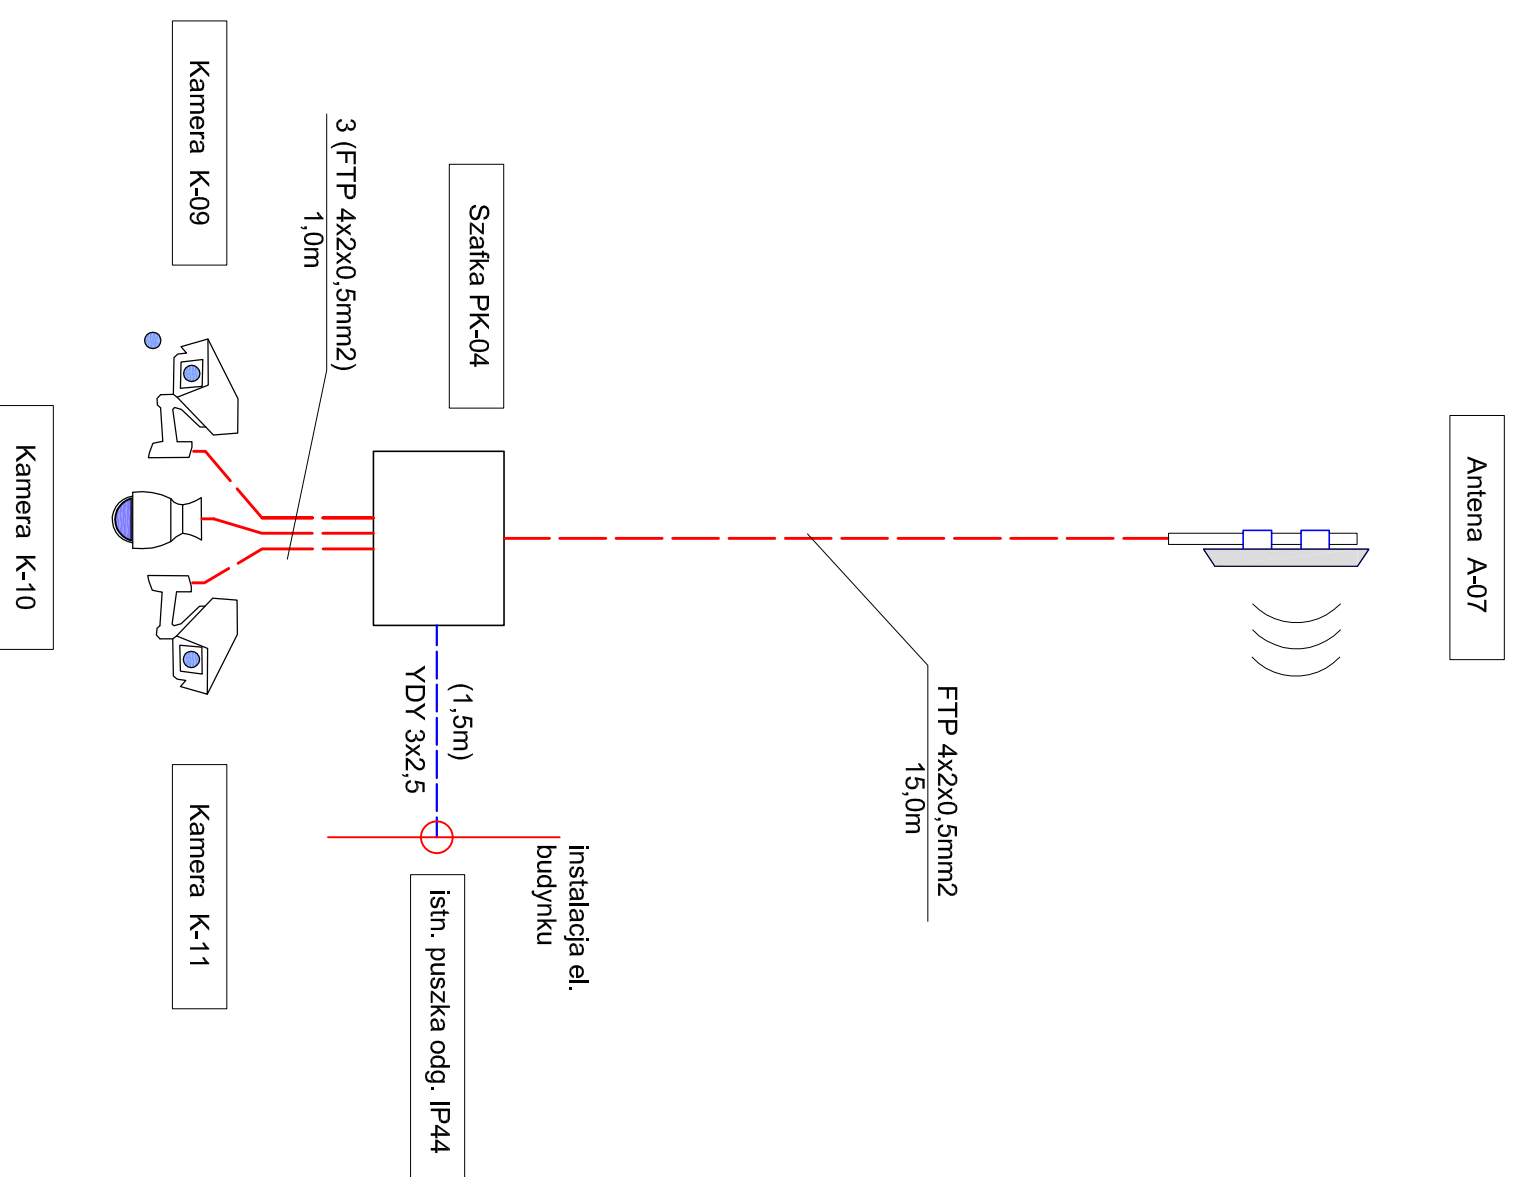 Antena A-07
FTP 4x2x0,5mm2
15,0m
instalacja el.
budynku
Szafka PK-04
(1,5m)
YDY 3x2,5
istn. puszka odg. IP44
3 (FTP 4x2x0,5mm2)
1,0m
Kamera K-09
Kamera K-11
Kamera K-10